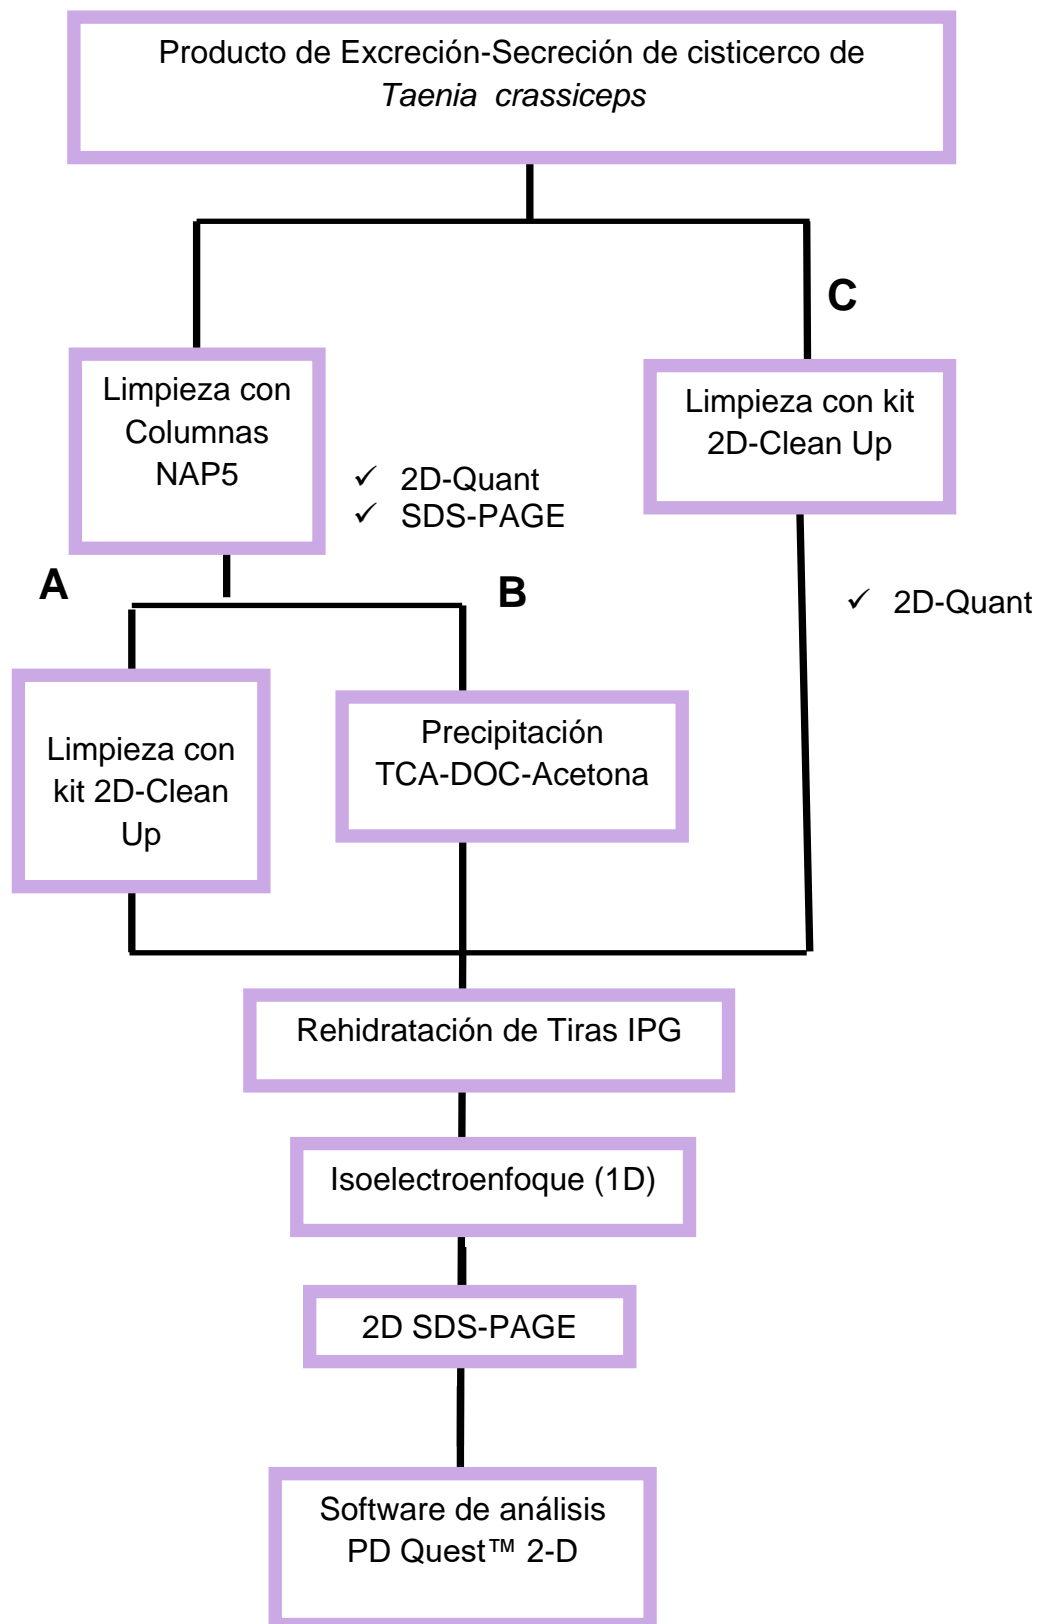 Producto de Excreción-Secreción de cisticerco de
Taenia crassiceps
C
Limpieza con
Columnas
NAP5
✓ 2D-Quant
✓ SDS-PAGE
Limpieza con kit
2D-Clean Up
A
B
✓ 2D-Quant
Limpieza con
kit 2D-Clean
Up
Precipitación
TCA-DOC-Acetona
Rehidratación de Tiras IPG
Isoelectroenfoque (1D)
2D SDS-PAGE
Software de análisis
PD Quest™ 2-D